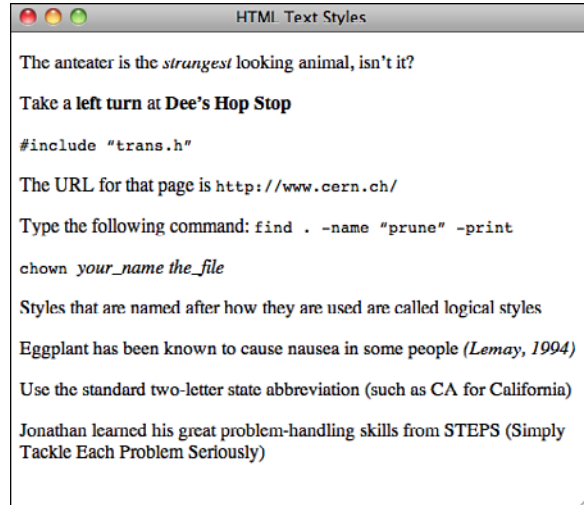 HTML Text Styles
The anteater is the strangest looking animal, isn’t it?
Take a left turn at Dee’s Hop Stop
#include “trans.h”
The URL for that page is http://www.cern.ch/
Type the following command: find . -name “prune” -print
chown your_name the_file
Styles that are named after how they are used are called logical styles
Eggplant has been known to cause nausea in some people (Lemay, 1994)
Use the standard two-letter state abbreviation (such as CA for California)
Jonathan learned his great problem-handling skills from STEPS (Simply
Tackle Each Problem Seriously)